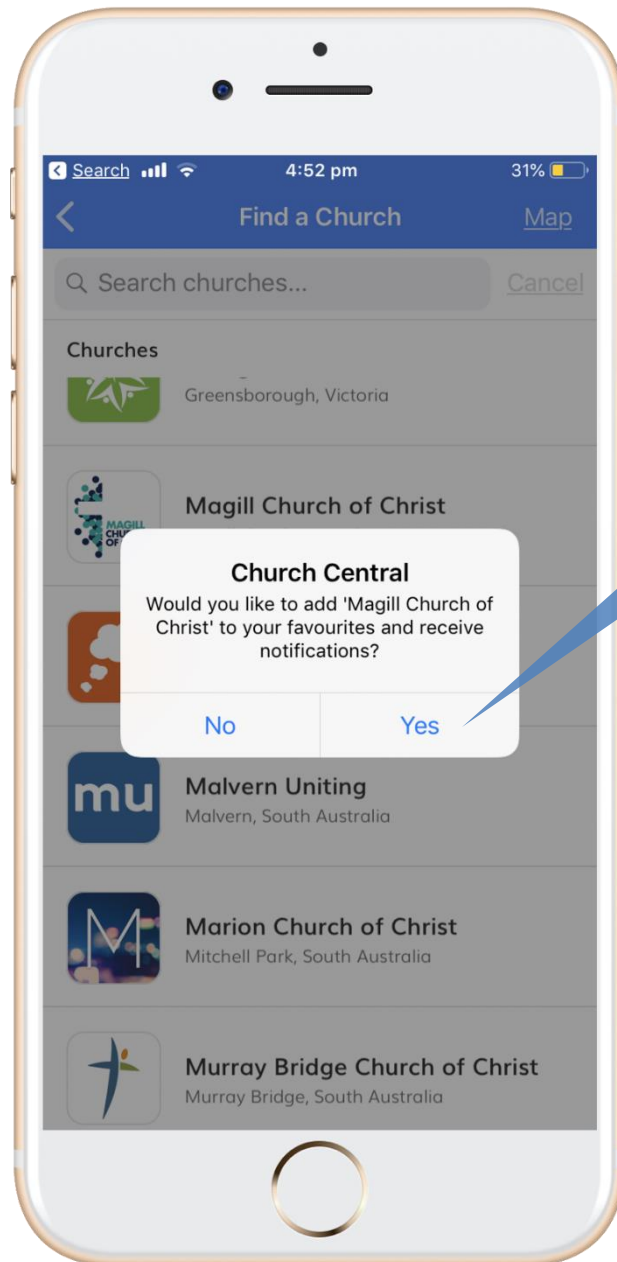 Search 4:52 pm 31%
Find a Church Map
Search churches... Cancel
Churches
Greensborough, Victoria
MAGILL
Magill Church of Christ
Church Central
Would you like to add 'Magill Church of
Christ' to your favourites and receive
notifications?
No Yes
mu
Malvern Uniting
Malvern, South Australia
M
Marion Church of Christ
Mitchell Park, South Australia
Murray Bridge Church of Christ
Murray Bridge, South Australia